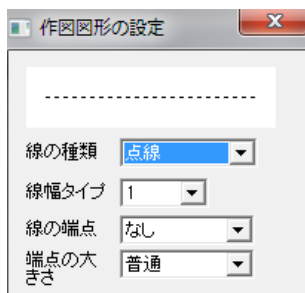 作図図形の設定
線の種類 点線
線幅タイプ 1
線の端点 なし
端点の大
きさ 普通